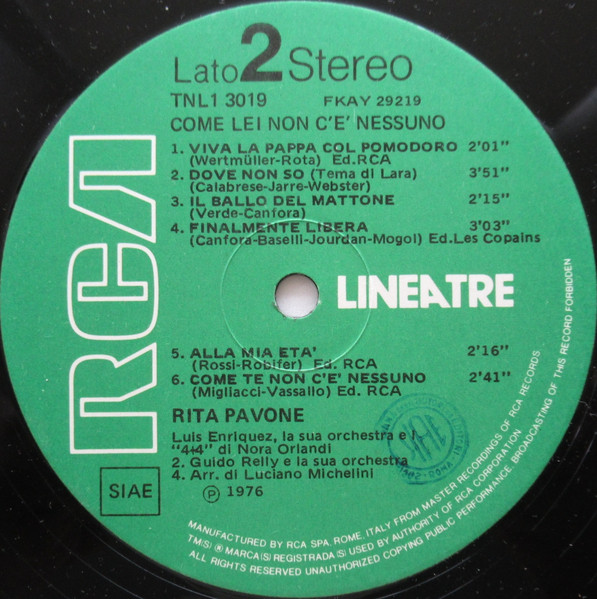 Lato 2 Stereo
TNL1 3019 FKAY 29219
COME LEI NON C'E' NESSUNO
1. VIVA LA PAPPA COL POMODORO 2'01"
(Wertmüller-Rota) Ed.RCA
2. DOVE NON SO (Tema di Lara) 3'51"
(Calabrese-Jarre-Webster)
3. IL BALLO DEL MATTONE 2'15"
(Verde-Canfora)
4. FINALMENTE LIBERA 3'03"
(Canfora-Baselli-Jourdan-Mogol) Ed.Les Copains
RCA
LINEATRE
5. ALLA MIA ETA' 2'16"
(Rossi-Robifer) Ed. RCA
6. COME TE NON C'E' NESSUNO 2'41"
(Migliacci-Vassallo) Ed. RCA
RITA PAVONE
Luis Enriquez, la sua orchestra e i
"4+4" di Nora Orlandi
2. Guido Relly e la sua orchestra
4. Arr. di Luciano Michelini
℗ 1976
SIAE
MANUFACTURED BY RCA SPA, ROME, ITALY FROM MASTER RECORDINGS OF RCA RECORDS
TM(S) ® MARCA(S) REGISTRADA(S) USED BY AUTHORITY OF RCA CORPORATION
ALL RIGHTS RESERVED UNAUTHORIZED COPYING PUBLIC PERFORMANCE BROADCASTING OF THIS RECORD FORBIDDEN